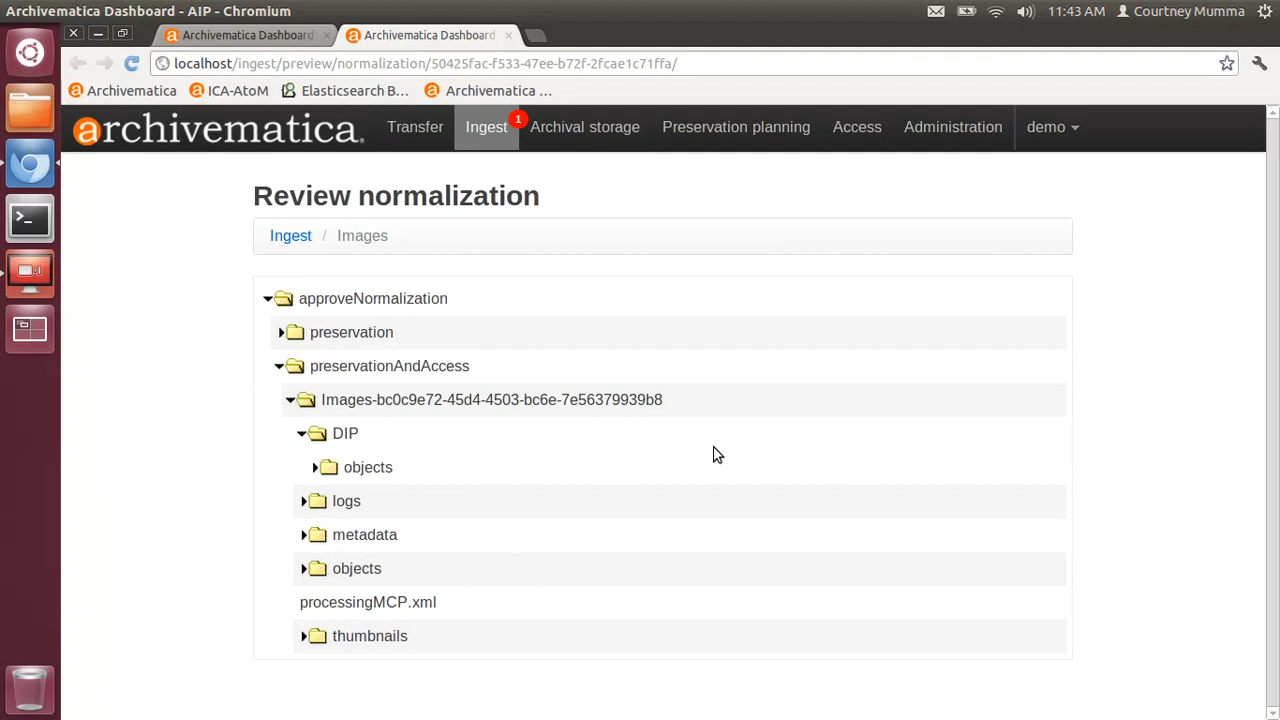 Archivematica Dashboard - AIP - Chromium
11:43 AM
Courtney Mumma
Archivematica Dashboard
Archivematica Dashboard
localhost/ingest/preview/normalization/50425fac-f533-47ee-b72f-2fcae1c71ffa/
Archivematica
ICA-AtoM
Elasticsearch B...
Archivematica ...
archivematica
Transfer
Ingest
1
Archival storage
Preservation planning
Access
Administration
demo
Review normalization
Ingest / Images
approveNormalization
preservation
preservationAndAccess
Images-bc0c9e72-45d4-4503-bc6e-7e56379939b8
DIP
objects
logs
metadata
objects
processingMCP.xml
thumbnails